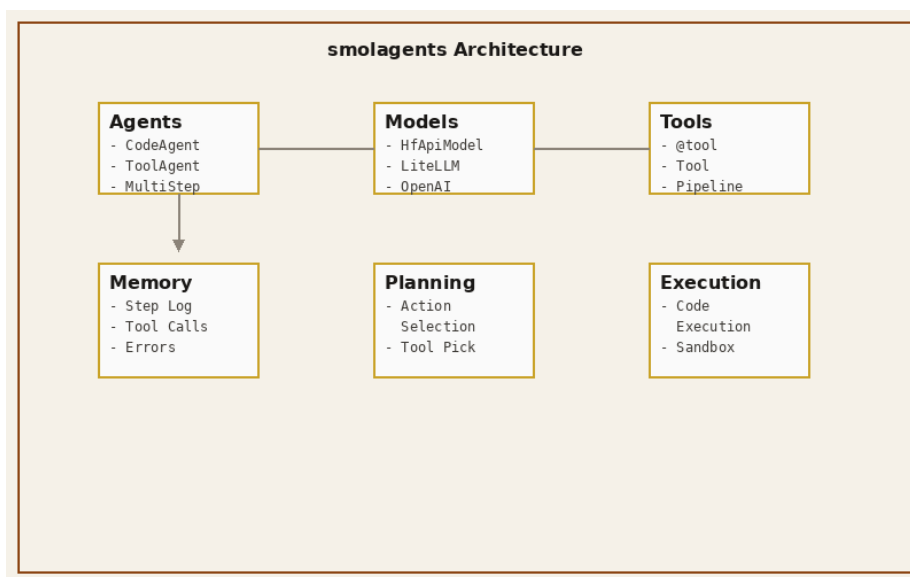 smolagents Architecture
Agents
- CodeAgent
- ToolAgent
- MultiStep
Models
- HfApiModel
- LiteLLM
- OpenAI
Tools
- @tool
- Tool
- Pipeline
Memory
- Step Log
- Tool Calls
- Errors
Planning
- Action
Selection
- Tool Pick
Execution
- Code
Execution
- Sandbox